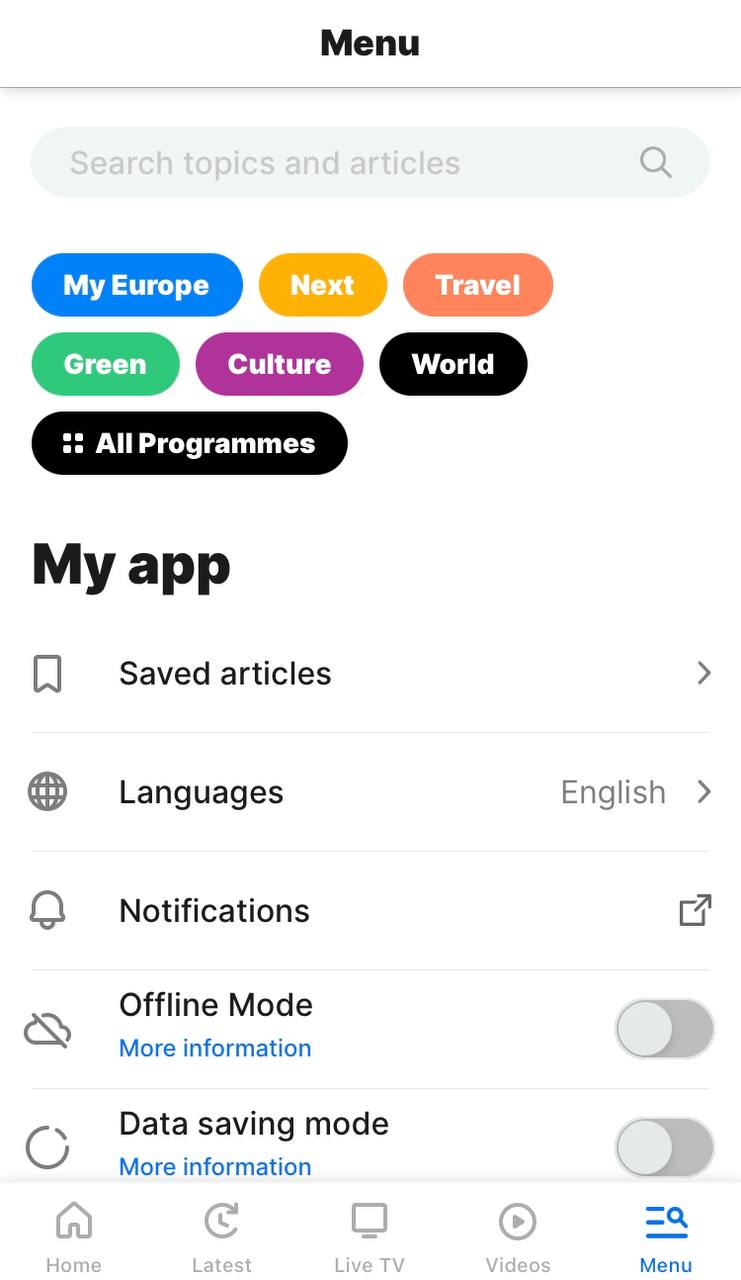 Menu
Search topics and articles
My Europe
Next
Travel
Green
Culture
World
All Programmes
My app
Saved articles
Languages
English
Notifications
Offline Mode
More information
Data saving mode
More information
Home
Latest
Live TV
Videos
Menu